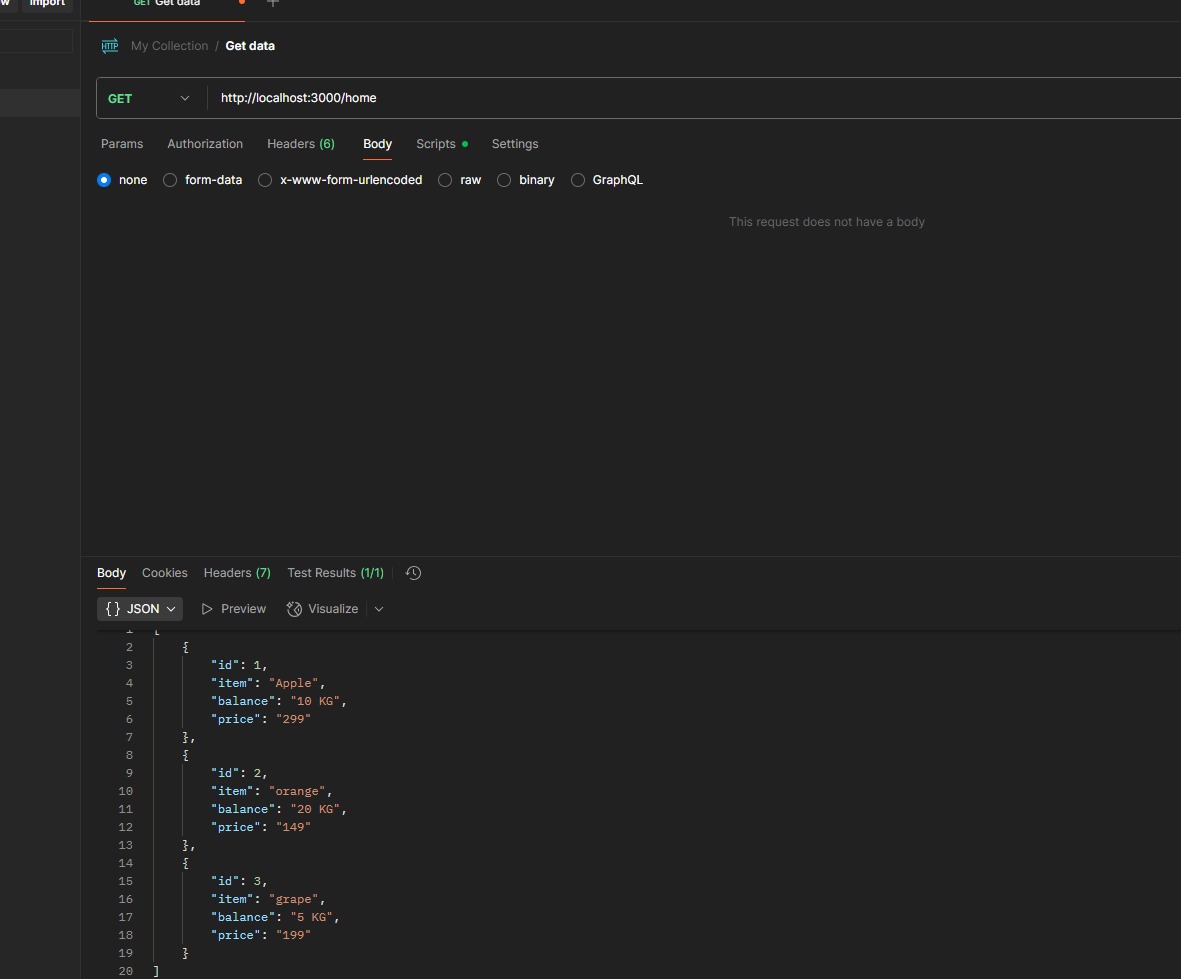 Import
GET Get data
HTTP My Collection / Get data
GET http://localhost:3000/home
Params Authorization Headers (6) Body Scripts Settings
none form-data x-www-form-urlencoded raw binary GraphQL
This request does not have a body
Body Cookies Headers (7) Test Results (1/1)
{} JSON Preview Visualize
1 [
2 {
3 "id": 1,
4 "item": "Apple",
5 "balance": "10 KG",
6 "price": "299"
7 },
8 {
9 "id": 2,
10 "item": "orange",
11 "balance": "20 KG",
12 "price": "149"
13 },
14 {
15 "id": 3,
16 "item": "grape",
17 "balance": "5 KG",
18 "price": "199"
19 }
20 ]